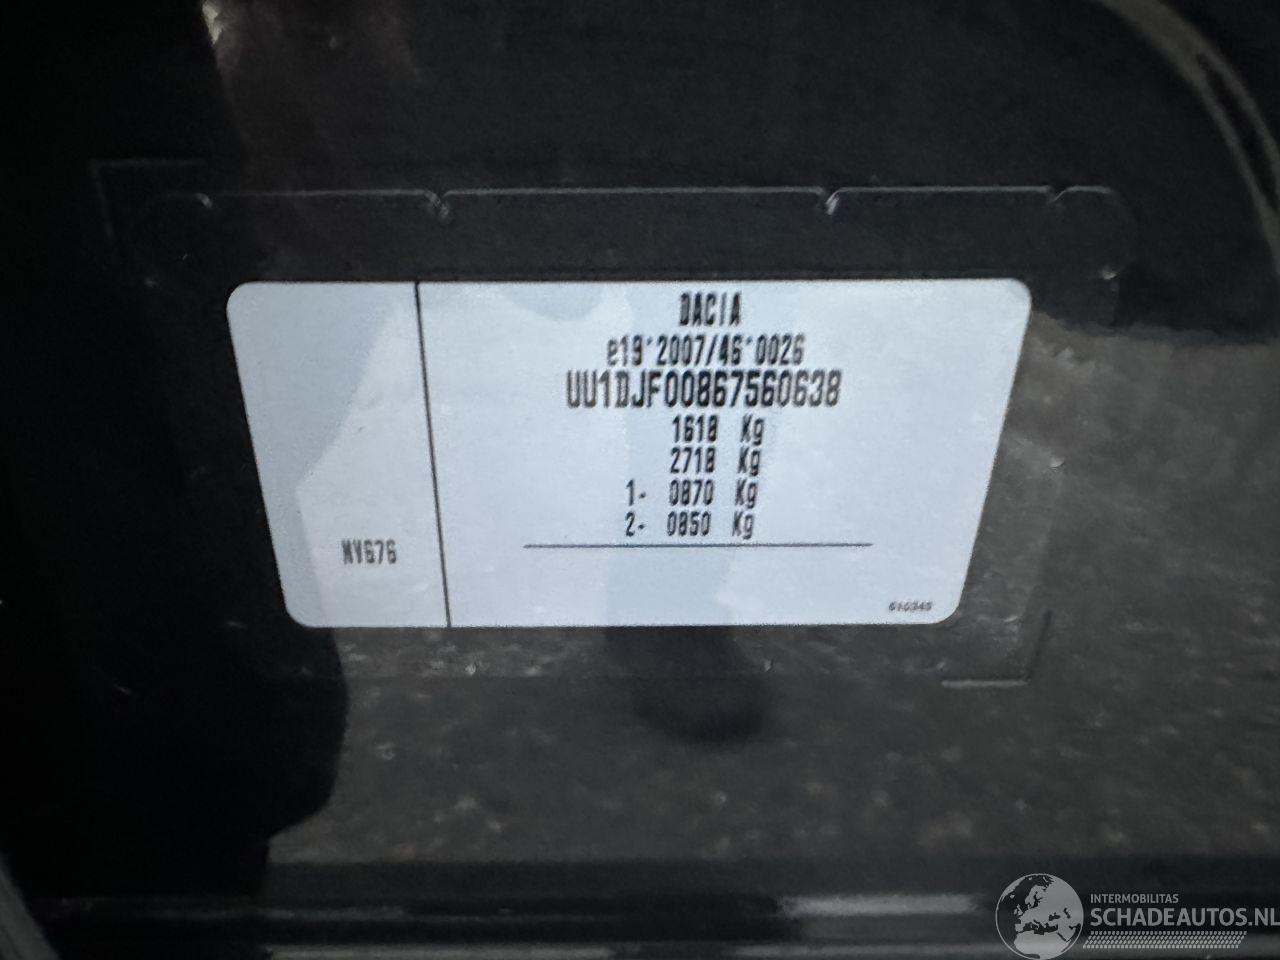 DACIA
e19*2007/46*0026
UU1DJF00867560638
1618 Kg
2718 Kg
1- 0870 Kg
2- 0850 Kg
NV676
INTERMOBILITAS
SCHADEAUTOS.NL